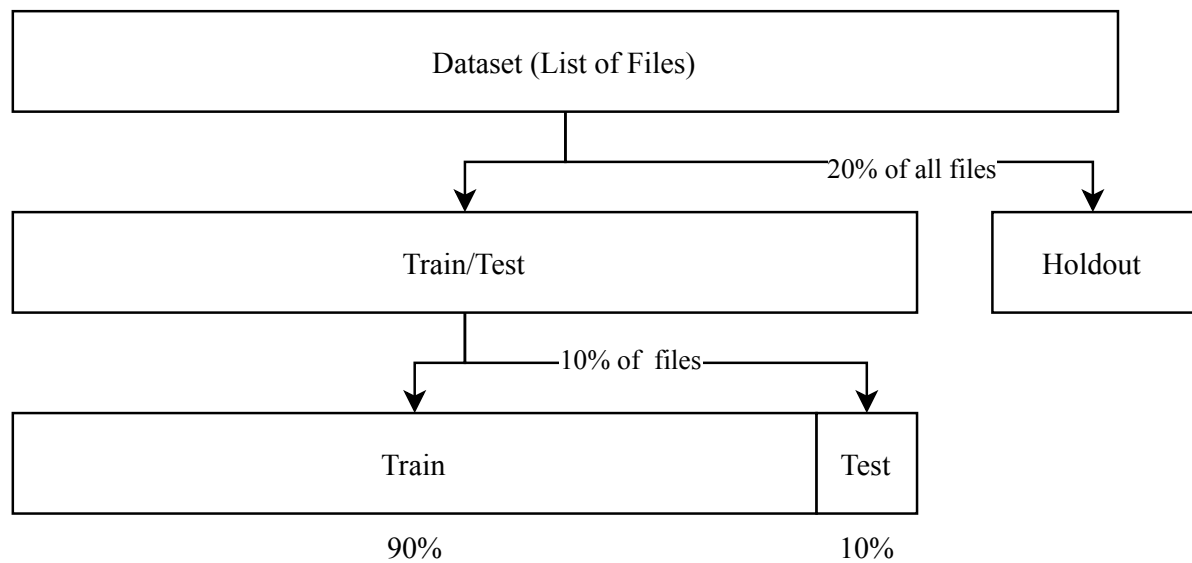 Dataset (List of Files)
20% of all files
Train/Test
Holdout
10% of  files
Train
Test
90%
10%